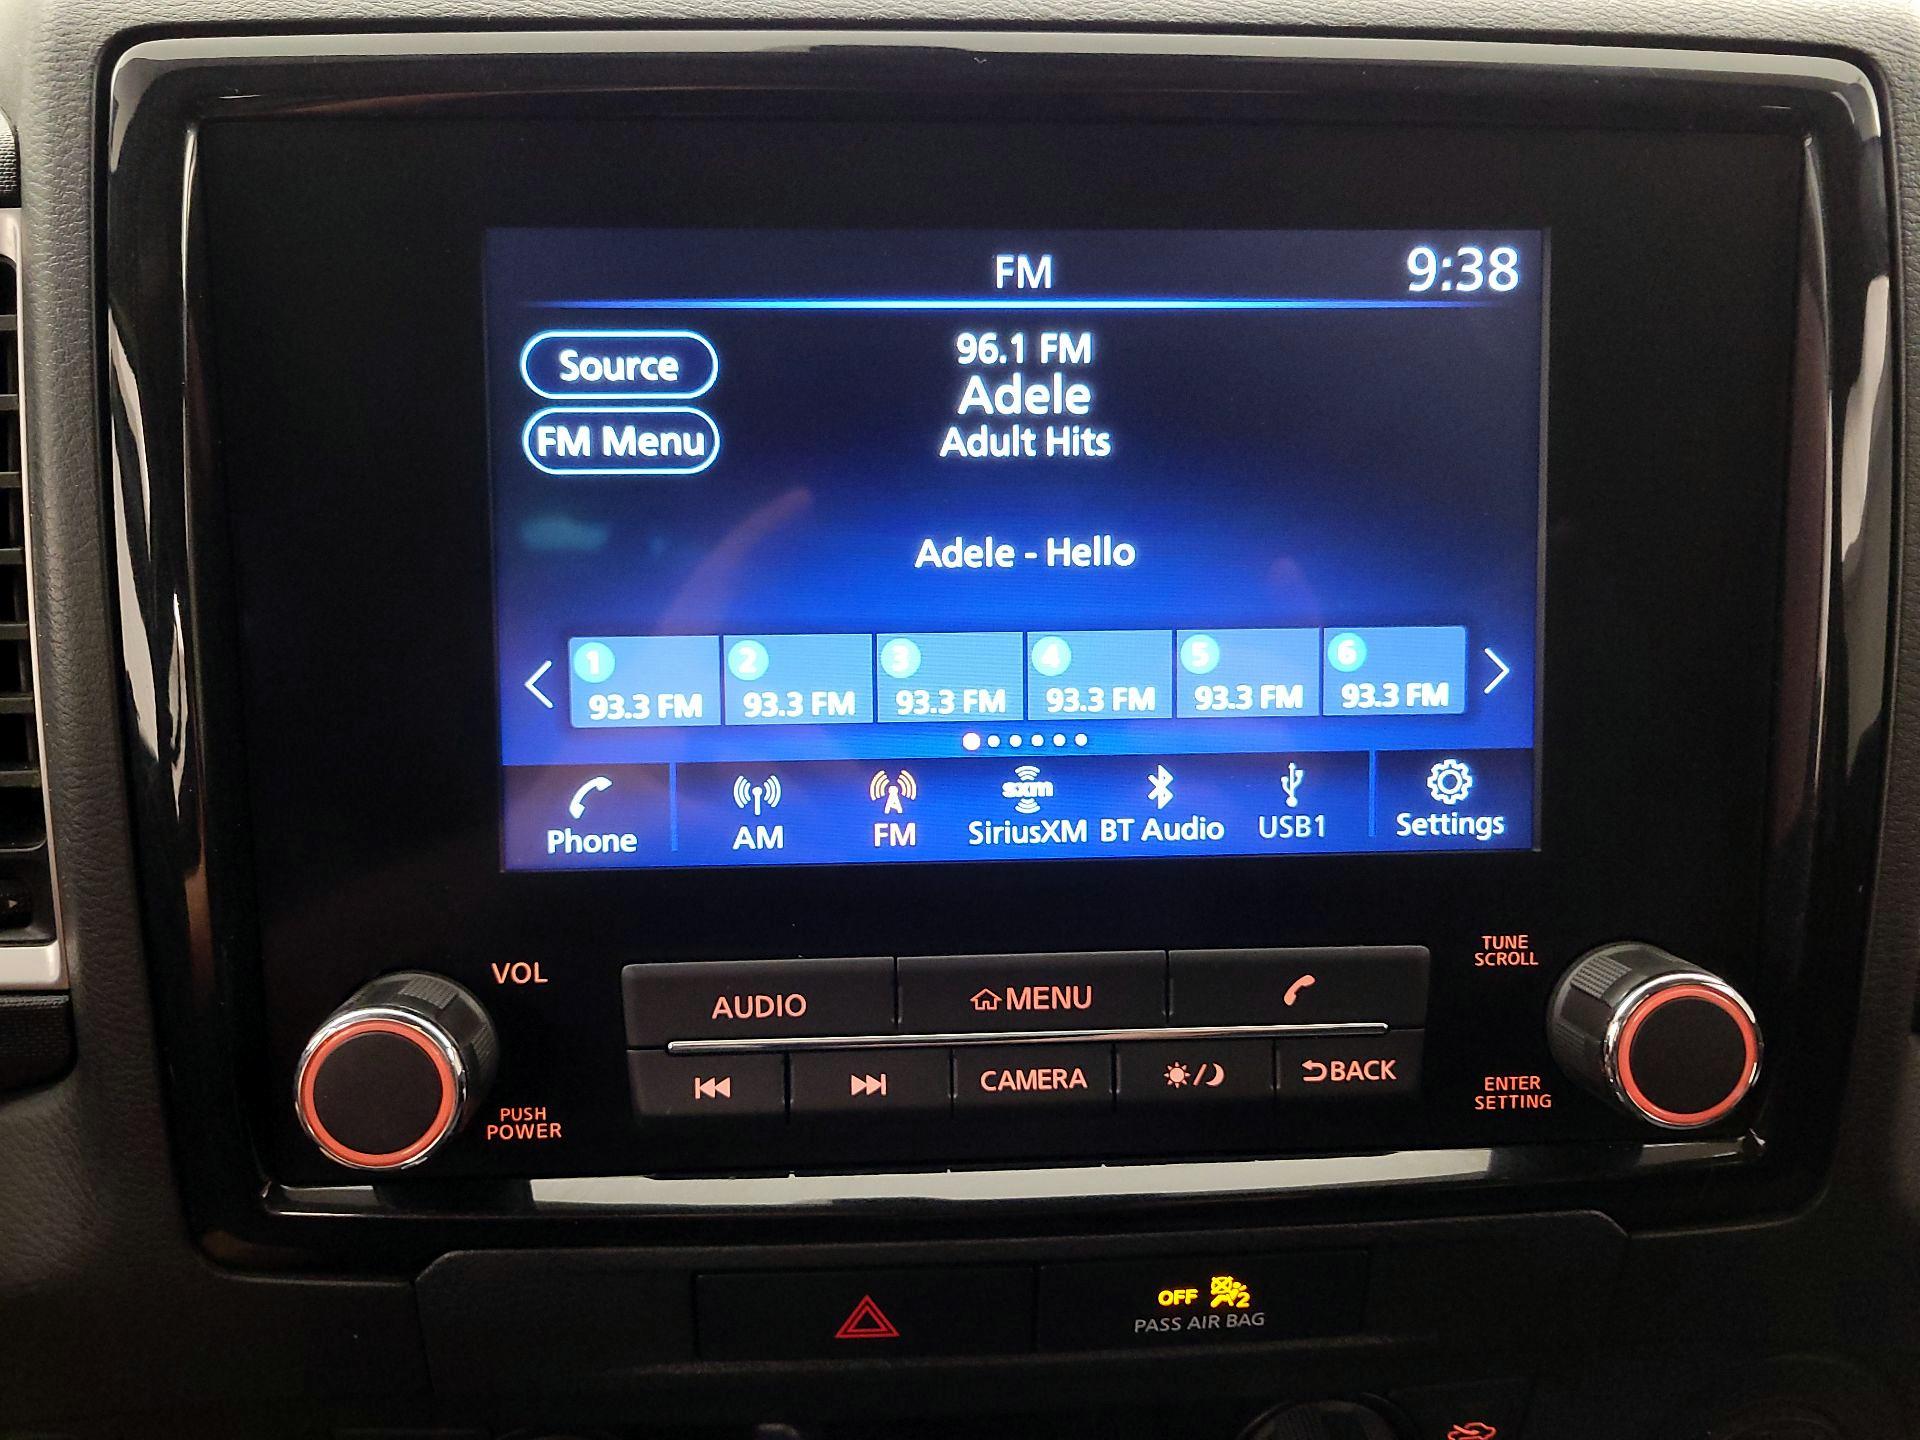 FM
9:38
Source
96.1 FM
Adele
FM Menu
Adult Hits
Adele - Hello
1
2
3
4
5
6
93.3 FM
93.3 FM
93.3 FM
93.3 FM
93.3 FM
93.3 FM
Phone
AM
FM
sxm
SiriusXM
BT Audio
USB1
Settings
VOL
PUSH
POWER
AUDIO
MENU
CAMERA
BACK
TUNE
SCROLL
ENTER
SETTING
OFF
2
PASS AIR BAG